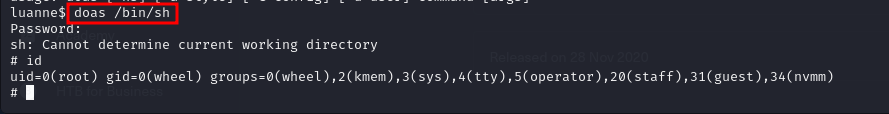 luanne$ doas /bin/sh
Password:
sh: Cannot determine current working directory
Released on 28 Nov 2020
# id
uid=0(root) gid=0(wheel) groups=0(wheel),2(kmem),3(sys),4(tty),5(operator),20(staff),31(guest),34(nvmm)
HTB for Business
#